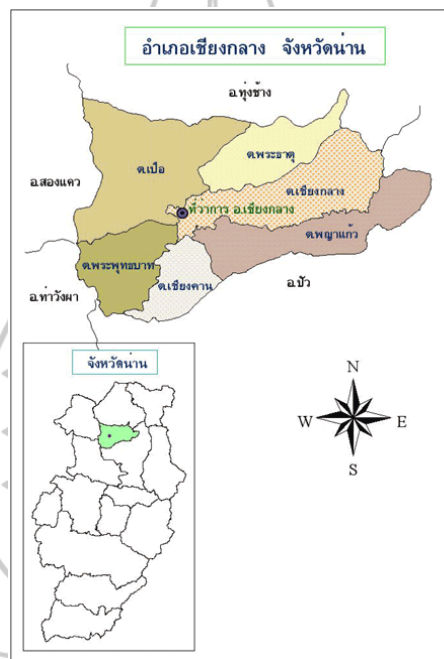 อำเภอเชียงกลาง จังหวัดน่าน
อ.ทุ่งช้าง
ต.พระธาตุ
ต.เปือ
อ.สองแคว
ต.เชียงกลาง
ที่ว่าการ อ.เชียงกลาง
ต.พญาแก้ว
ต.พระพุทธบาท
อ.ปัว
ต.เชียงคาน
อ.ท่าวังผา
จังหวัดน่าน
N
W E
S